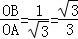 OB/OA = 1/√3 = √3/3